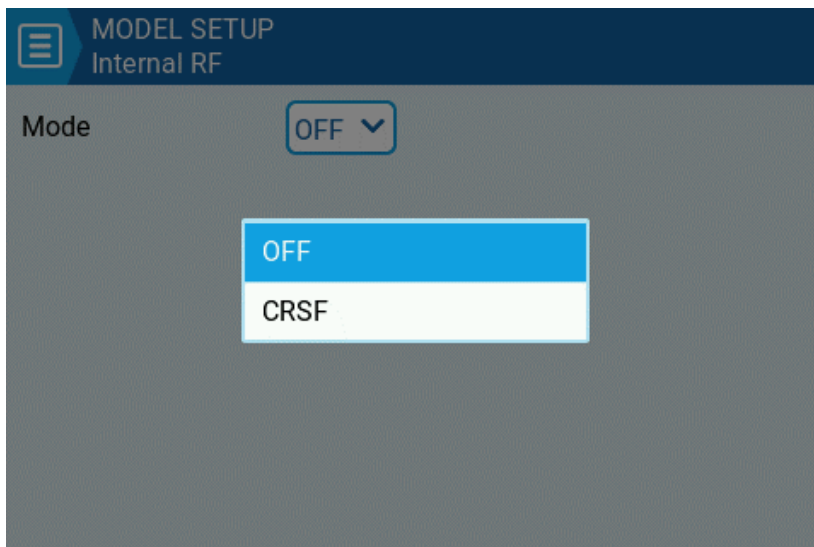 MODEL SETUP
Internal RF
Mode
OFF
OFF
CRSF